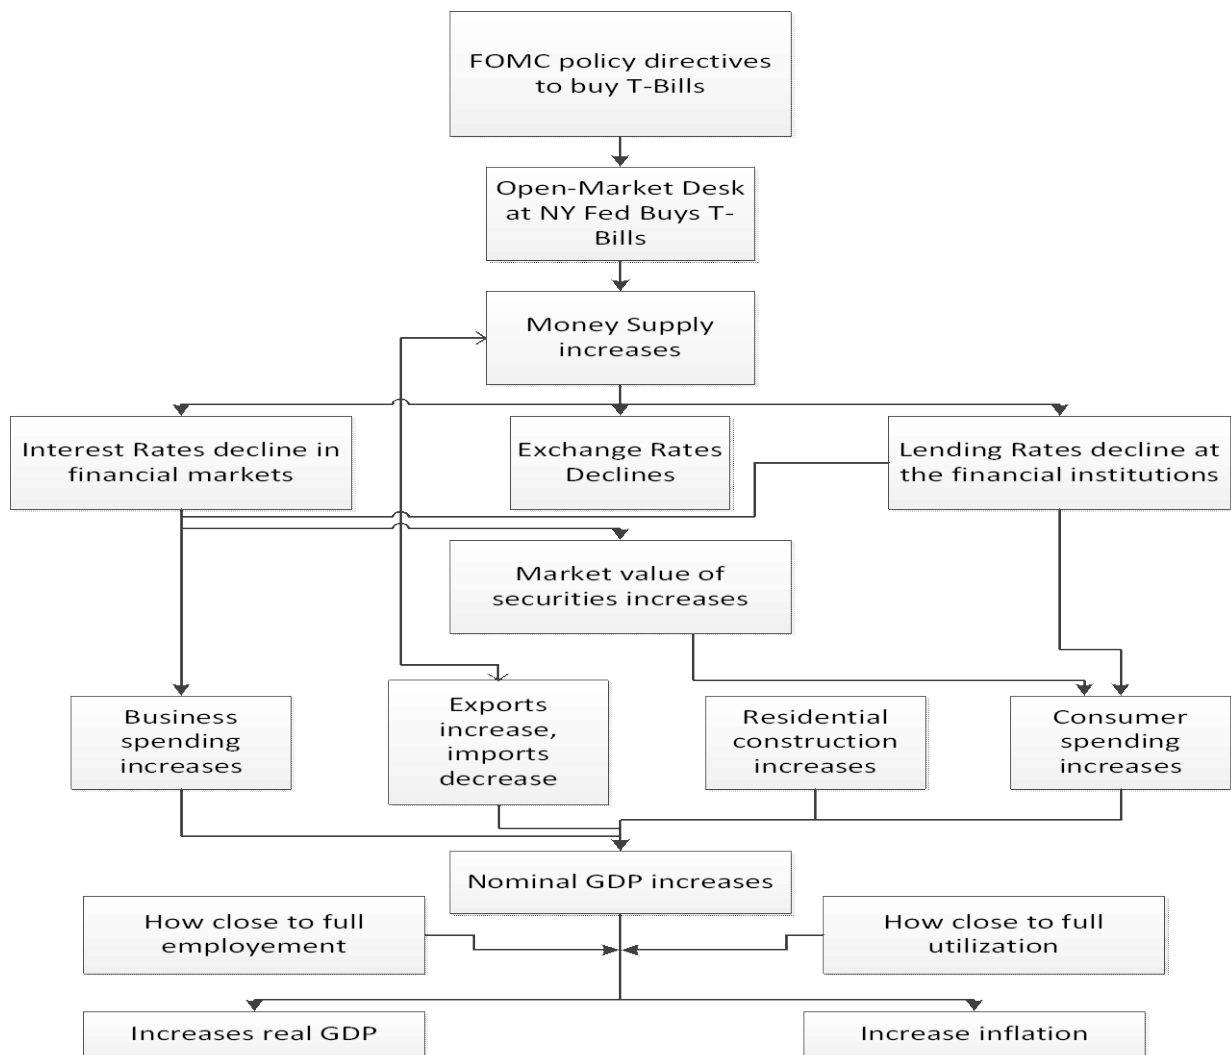 FOMC policy directives
to buy T-Bills
Open-Market Desk
at NY Fed Buys T-
Bills
Money Supply
increases
Interest Rates decline in
financial markets
Exchange Rates
Declines
Lending Rates decline at
the financial institutions
Market value of
securities increases
Business
spending
increases
Exports
increase,
imports
decrease
Residential
construction
increases
Consumer
spending
increases
Nominal GDP increases
How close to full
employement
How close to full
utilization
Increases real GDP
Increase inflation